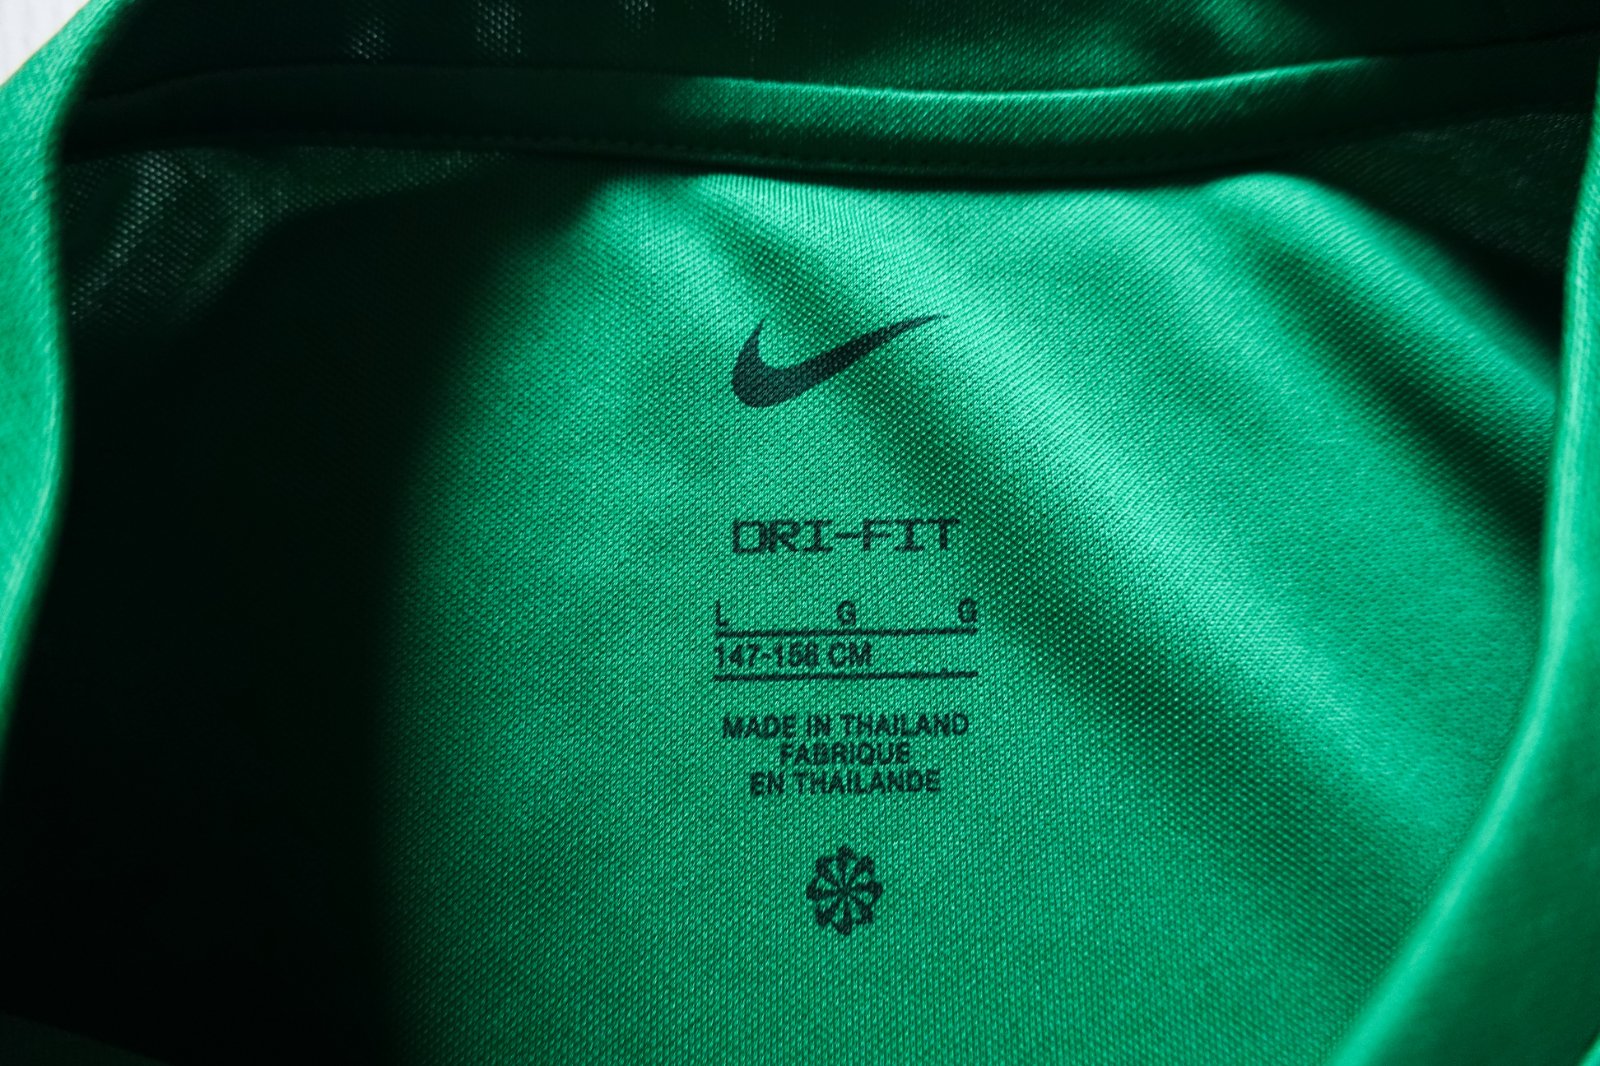 DRI-FIT
L G G
147-158 CM
MADE IN THAILAND
FABRIQUE
EN THAILANDE